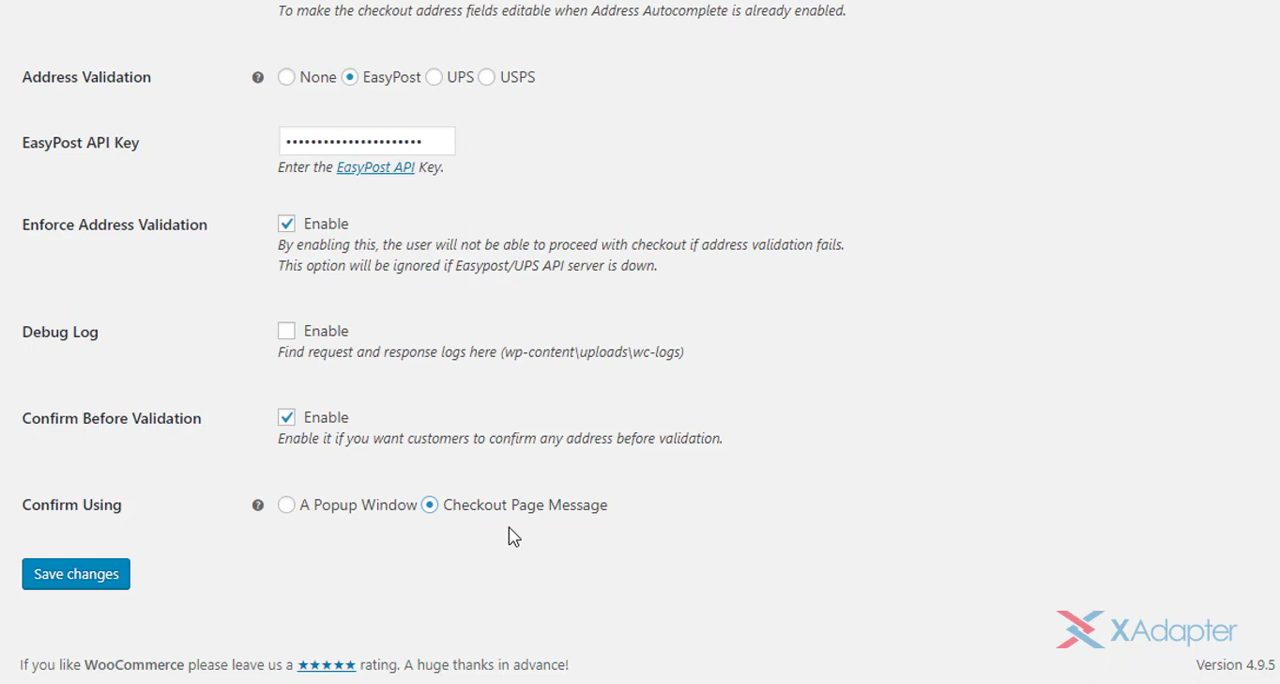 To make the checkout address fields editable when Address Autocomplete is already enabled.
Address Validation ? None EasyPost UPS USPS
EasyPost API Key ••••••••••••••••••••••
Enter the EasyPost API Key.
Enforce Address Validation Enable
By enabling this, the user will not be able to proceed with checkout if address validation fails.
This option will be ignored if Easypost/UPS API server is down.
Debug Log Enable
Find request and response logs here (wp-content\uploads\wc-logs)
Confirm Before Validation Enable
Enable it if you want customers to confirm any address before validation.
Confirm Using ? A Popup Window Checkout Page Message
Save changes
XAdapter
If you like WooCommerce please leave us a ★★★★★ rating. A huge thanks in advance! Version 4.9.5